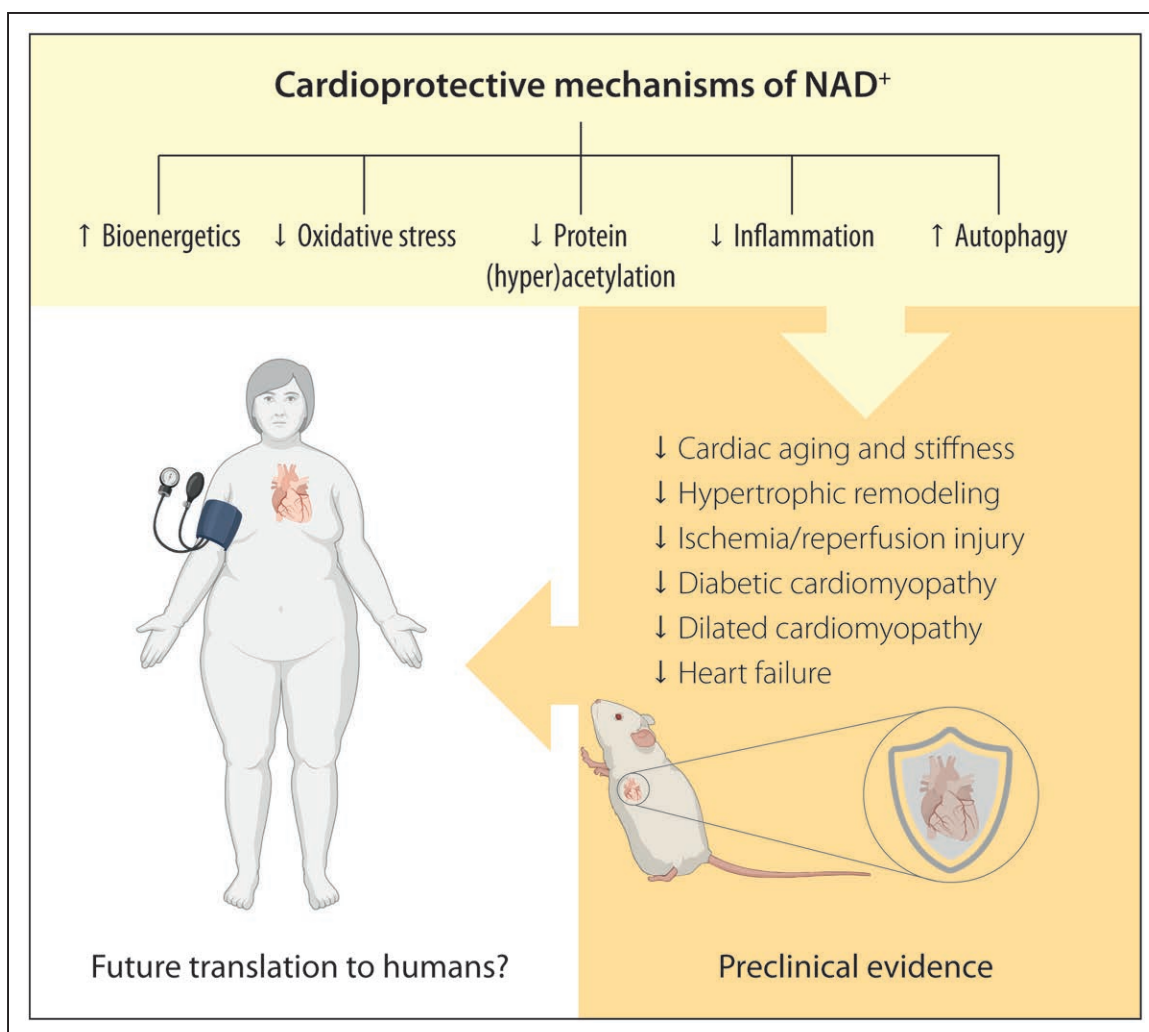 Cardioprotective mechanisms of NAD⁺
↑ Bioenergetics ↓ Oxidative stress ↓ Protein ↓ Inflammation ↑ Autophagy
(hyper)acetylation
↓ Cardiac aging and stiffness
↓ Hypertrophic remodeling
↓ Ischemia/reperfusion injury
↓ Diabetic cardiomyopathy
↓ Dilated cardiomyopathy
↓ Heart failure
Future translation to humans?
Preclinical evidence